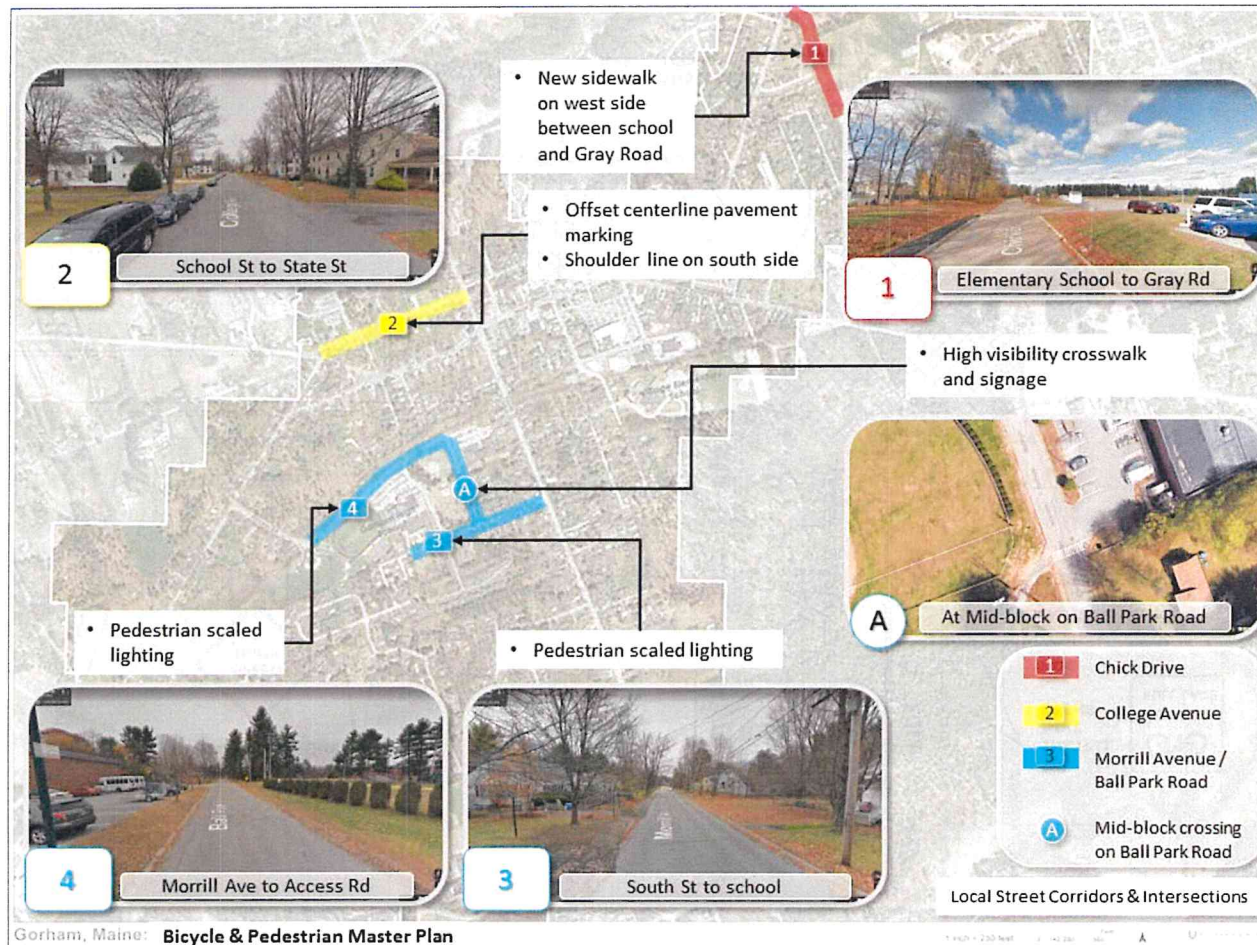 1
• New sidewalk
on west side
between school
and Gray Road
• Offset centerline pavement
marking
• Shoulder line on south side
2
School St to State St
1
Elementary School to Gray Rd
2
• High visibility crosswalk
and signage
A
4
3
A
At Mid-block on Ball Park Road
• Pedestrian scaled
lighting
• Pedestrian scaled lighting
4
Morrill Ave to Access Rd
3
South St to school
1 Chick Drive
2 College Avenue
3 Morrill Avenue /
Ball Park Road
A Mid-block crossing
on Ball Park Road
Local Street Corridors & Intersections
Gorham, Maine: Bicycle & Pedestrian Master Plan